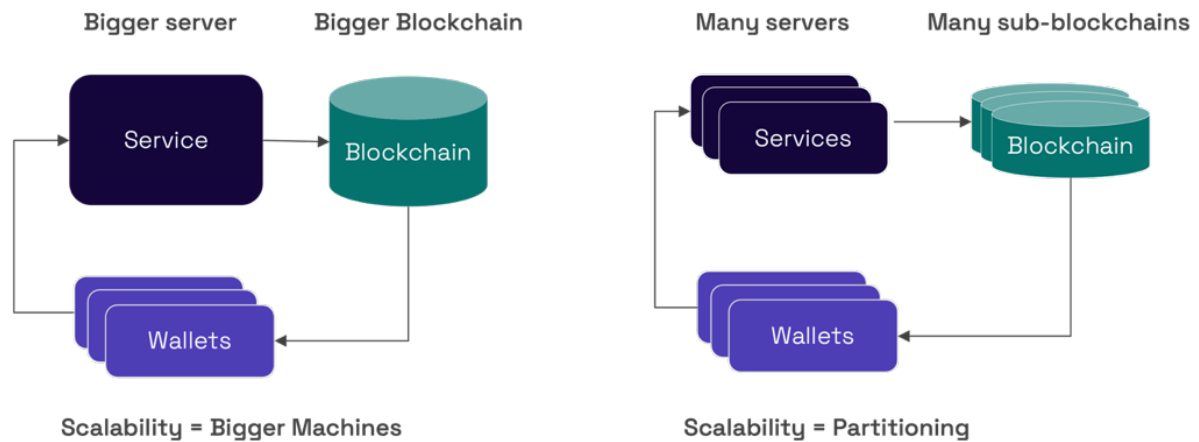 Bigger server
Bigger Blockchain
Service
Blockchain
Wallets
Scalability = Bigger Machines
Many servers
Many sub-blockchains
Services
Blockchain
Wallets
Scalability = Partitioning